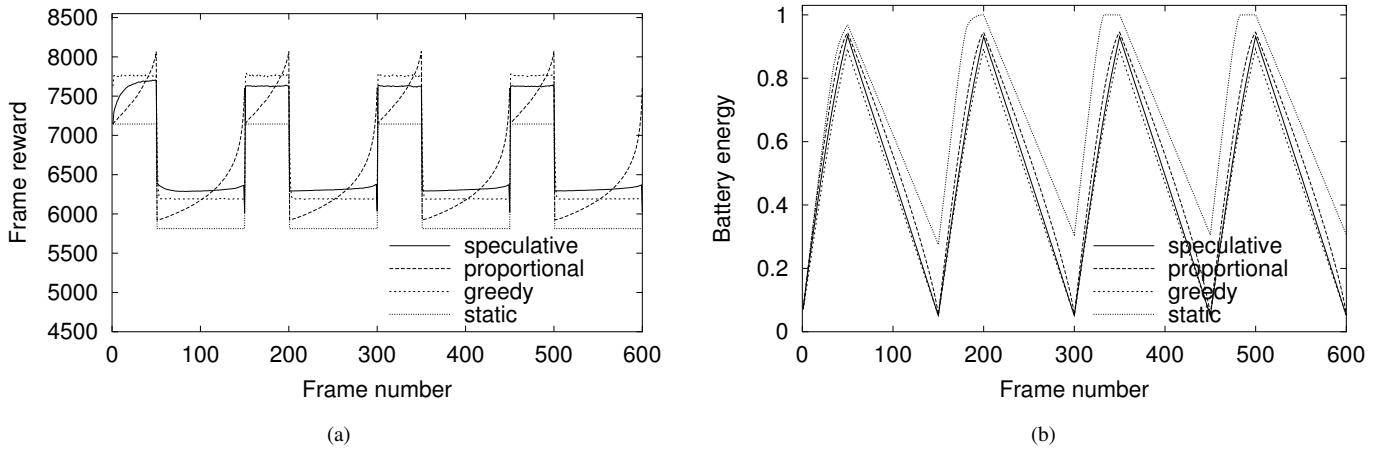 8500
8000
7500
7000
6500
6000
5500
5000
4500
Frame reward
speculative
proportional
greedy
static
0 100 200 300 400 500 600
Frame number
(a)
1
0.8
0.6
0.4
0.2
0
Battery energy
speculative
proportional
greedy
static
0 100 200 300 400 500 600
Frame number
(b)